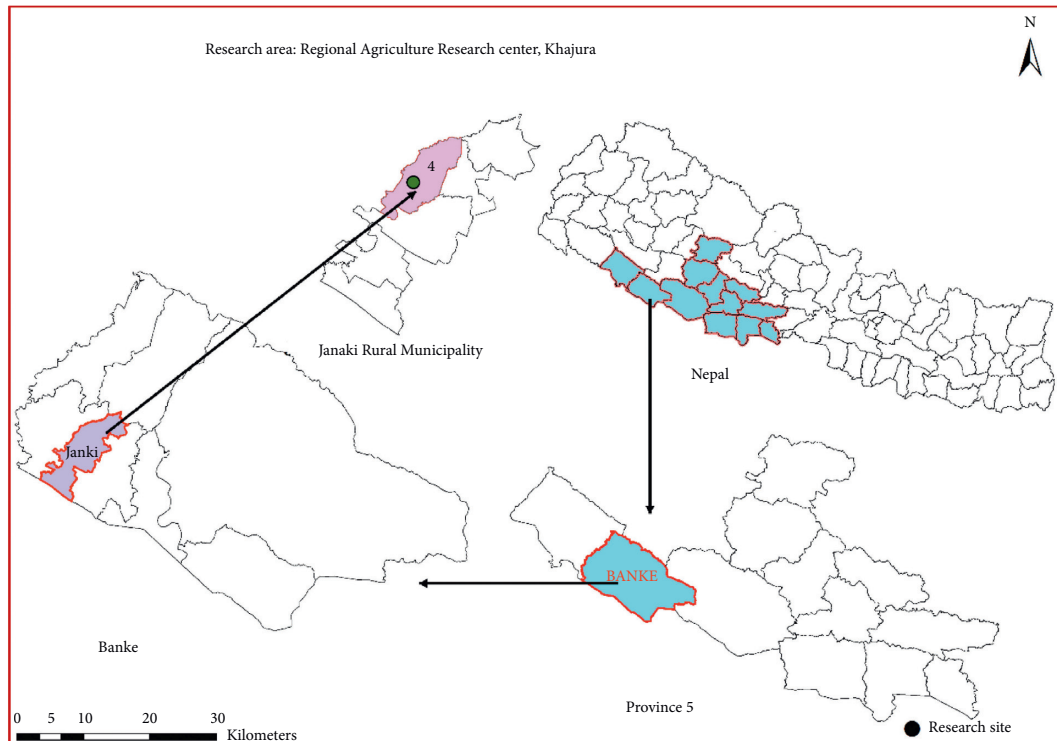 Research area: Regional Agriculture Research center, Khajura
N
4
Janaki Rural Municipality
Nepal
Janki
BANKE
Banke
Province 5
0 5 10 20 30
Kilometers
Research site